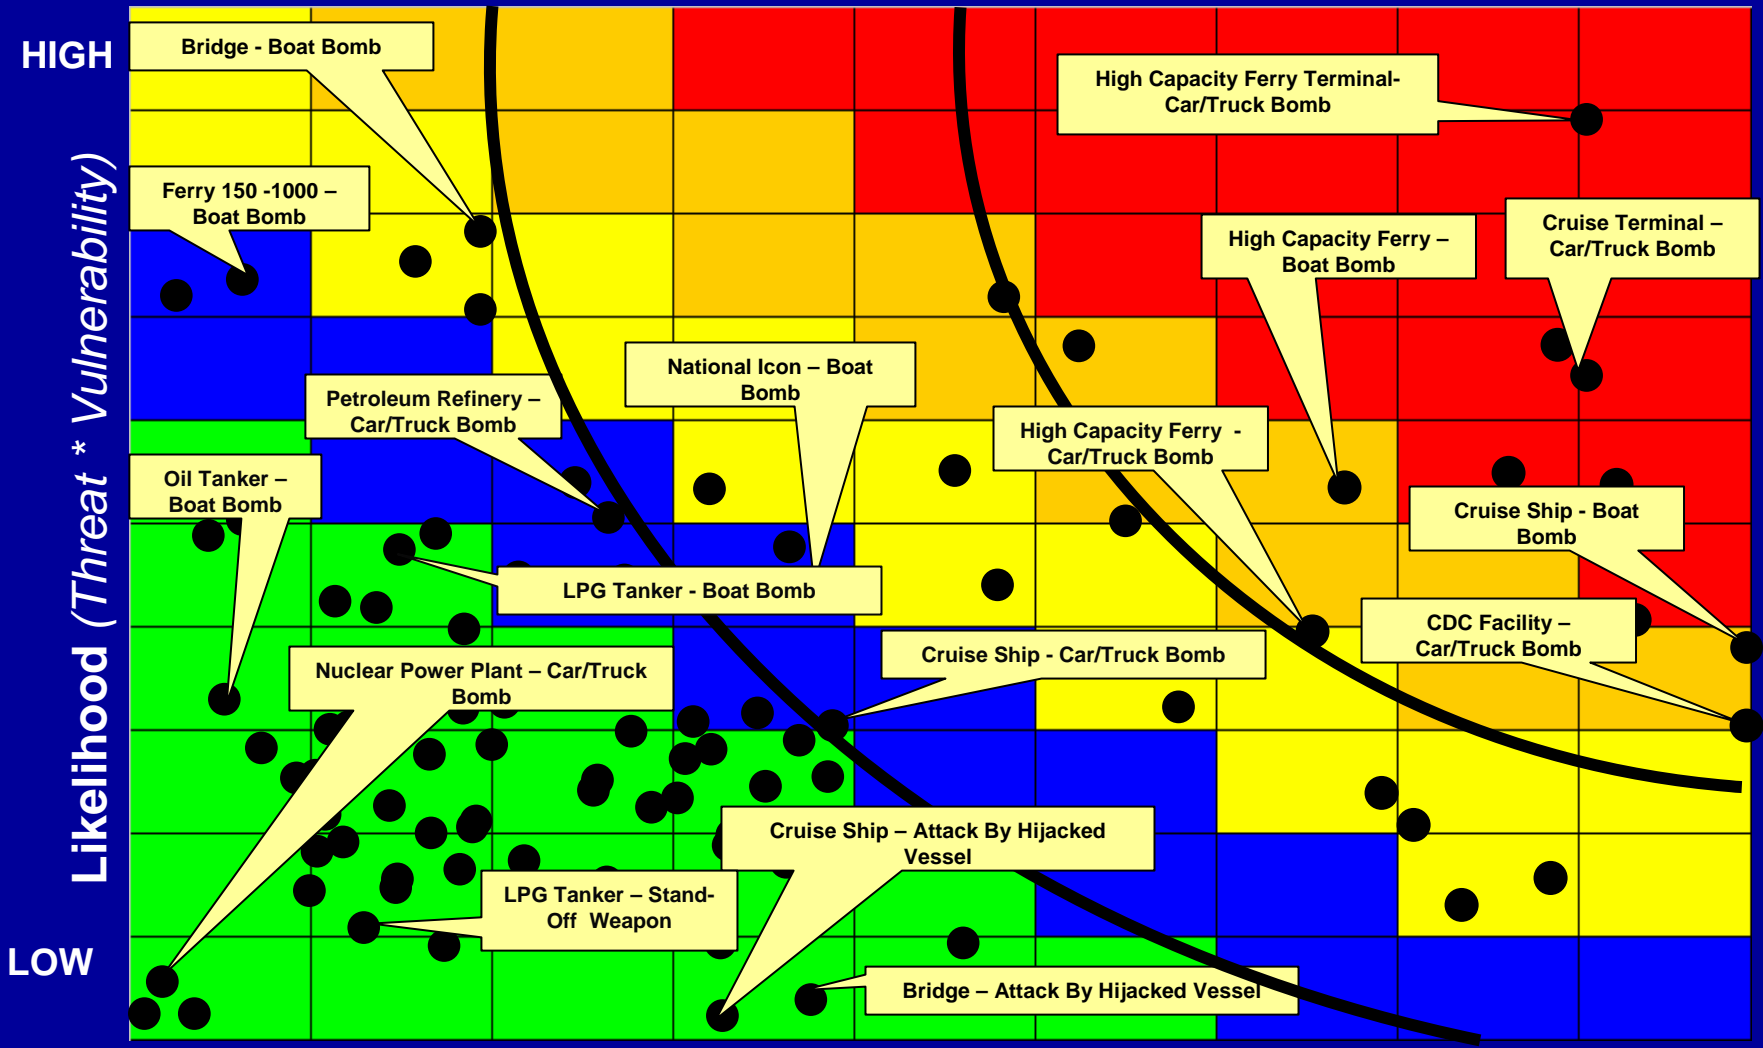 HIGH
Bridge - Boat Bomb
High Capacity Ferry Terminal-
Car/Truck Bomb
Ferry 150 -1000 –
Boat Bomb
High Capacity Ferry –
Boat Bomb
Cruise Terminal –
Car/Truck Bomb
National Icon – Boat
Bomb
Petroleum Refinery –
Car/Truck Bomb
High Capacity Ferry -
Car/Truck Bomb
Oil Tanker –
Boat Bomb
Cruise Ship - Boat
Bomb
LPG Tanker - Boat Bomb
CDC Facility –
Car/Truck Bomb
Cruise Ship - Car/Truck Bomb
Nuclear Power Plant – Car/Truck
Bomb
Cruise Ship – Attack By Hijacked
Vessel
LPG Tanker – Stand-
Off Weapon
Bridge – Attack By Hijacked Vessel
LOW
Likelihood (Threat * Vulnerability)